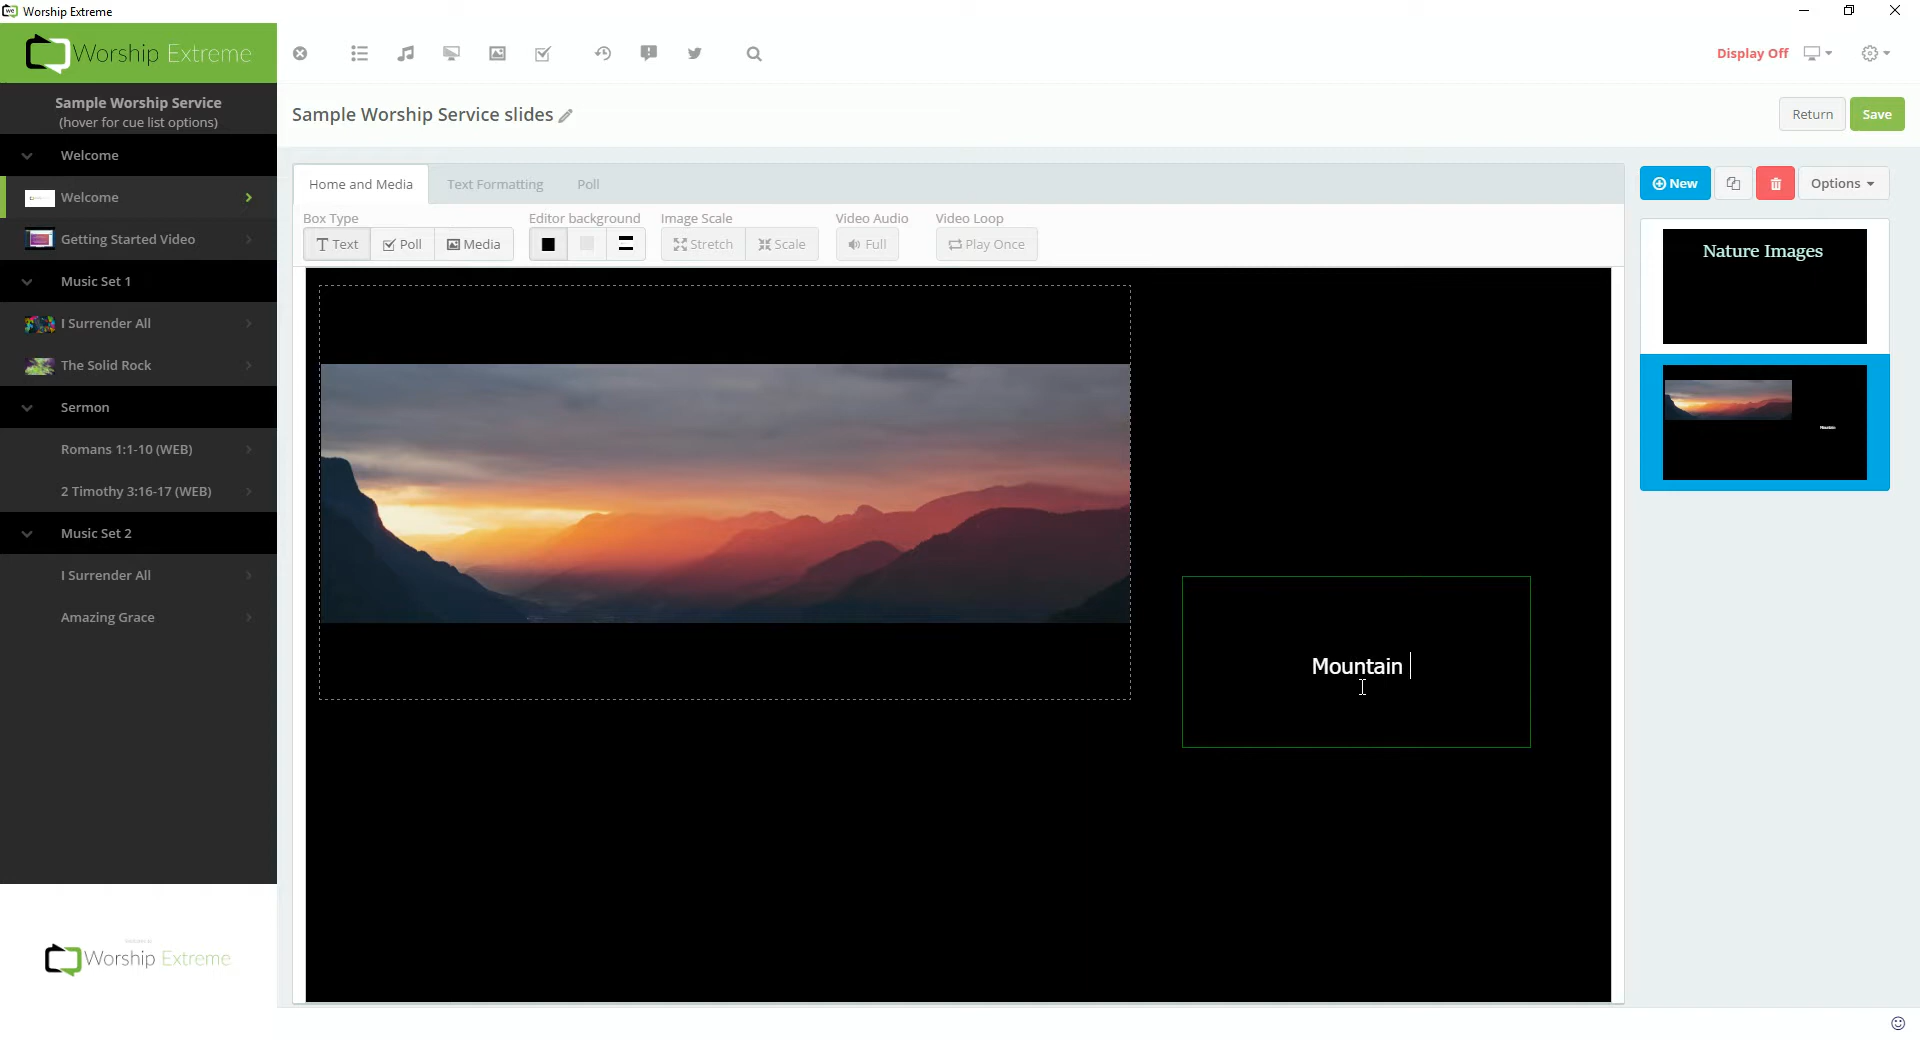 Worship Extreme
Worship Extreme
Display Off
Sample Worship Service
(hover for cue list options)
Sample Worship Service slides
Return
Save
Welcome
Welcome
Getting Started Video
Music Set 1
I Surrender All
The Solid Rock
Sermon
Romans 1:1-10 (WEB)
2 Timothy 3:16-17 (WEB)
Music Set 2
I Surrender All
Amazing Grace
Worship Extreme
Home and Media
Text Formatting
Poll
Box Type
Editor background
Image Scale
Video Audio
Video Loop
Text
Poll
Media
Stretch
Scale
Full
Play Once
Mountain
New
Options
Nature Images
Mountain